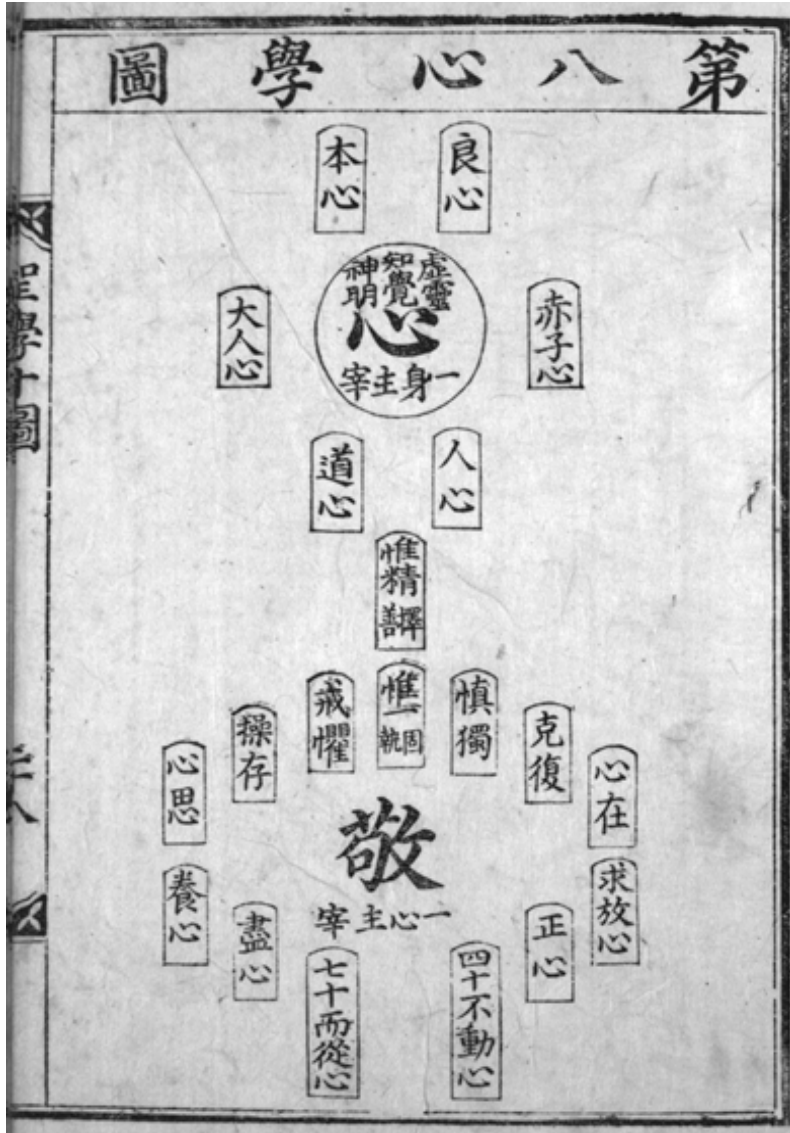 第八心學圖
良心
本心
虛靈
知覺
神明
心
一身主宰
赤子心
大人心
人心
道心
惟精
擇善
惟一
固執
慎獨
戒懼
克復
操存
心在
心思
敬
一心主宰
求放心
養心
正心
盡心
四十不動心
七十而從心
聖學十圖